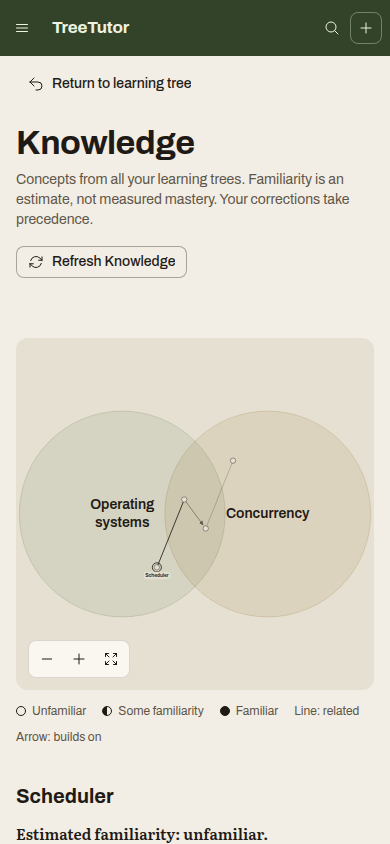 TreeTutor
Return to learning tree
Knowledge
Concepts from all your learning trees. Familiarity is an
estimate, not measured mastery. Your corrections take
precedence.
Refresh Knowledge
Operating
systems
Concurrency
Scheduler
Unfamiliar
Some familiarity
Familiar
Line: related
Arrow: builds on
Scheduler
Estimated familiarity: unfamiliar.